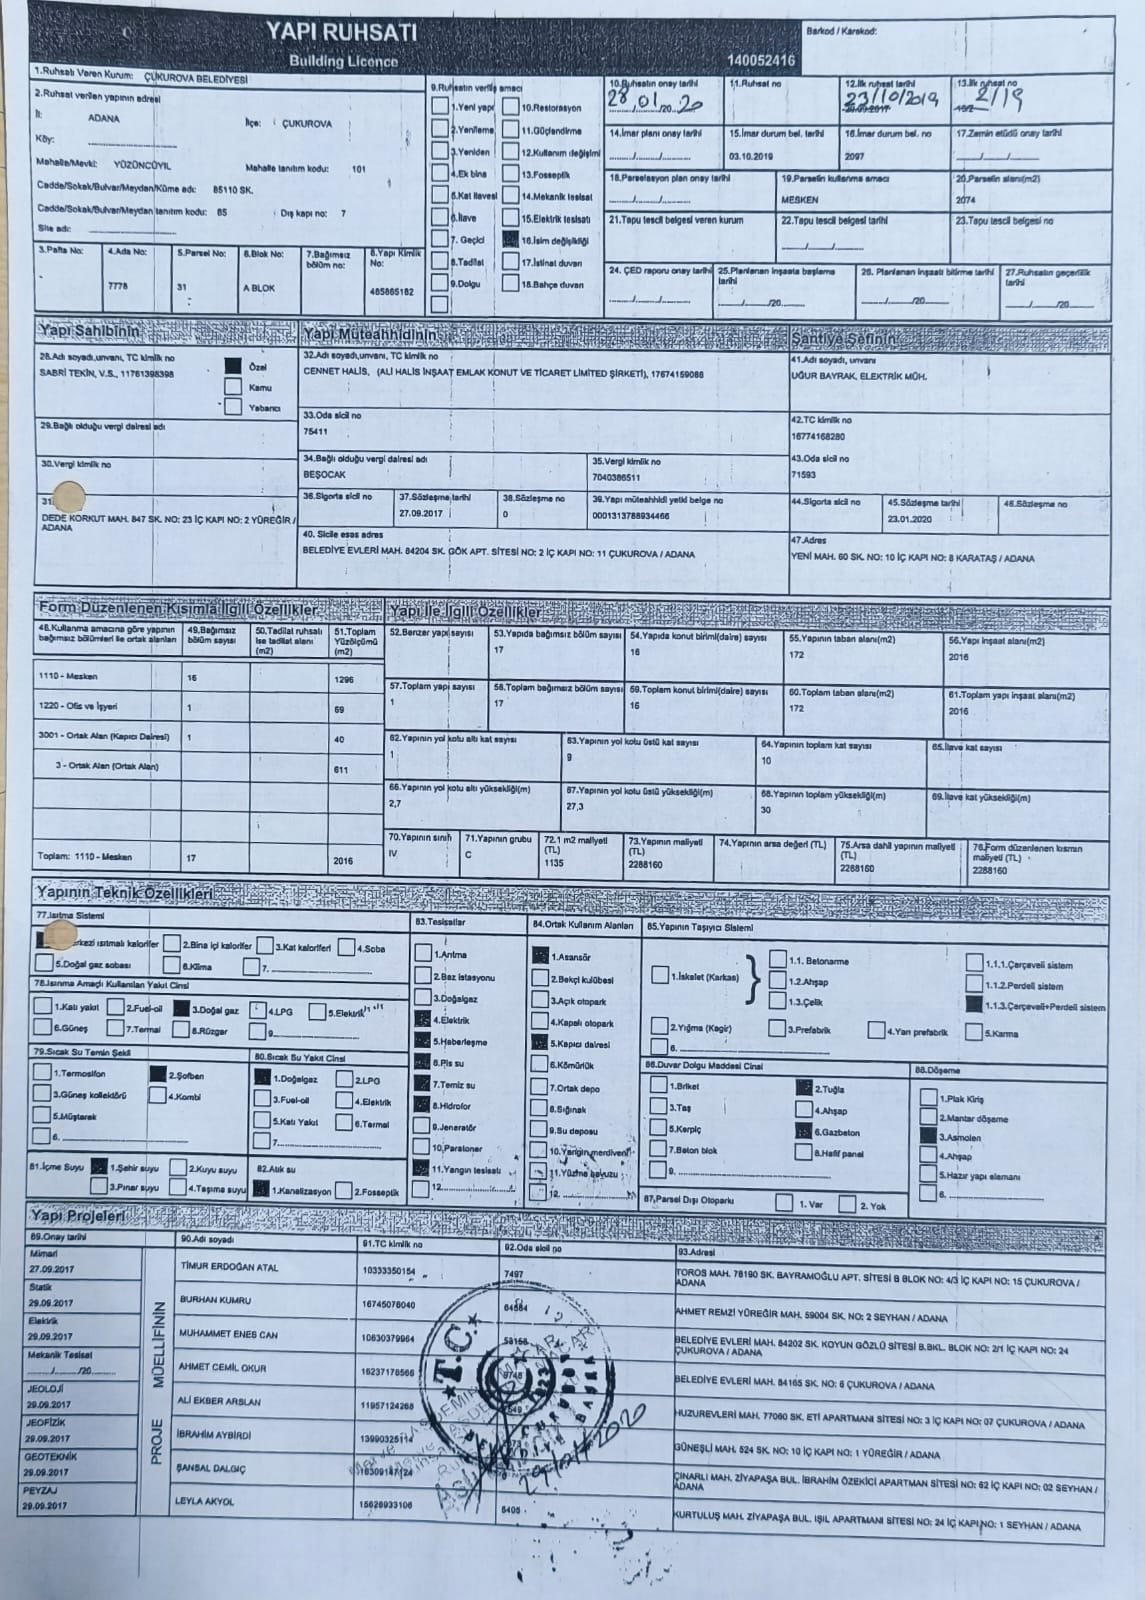 YAPI RUHSATI
Building Licence
140052416
Barkod / Karekod:
1.Ruhsatı Veren Kurum: ÇUKUROVA BELEDİYESİ
2.Ruhsat verilen yapının adresi
İl: ADANA İlçe: ÇUKUROVA
Köy:
Mahalle/Mevki: YÜZÜNCÜYIL Mahalle tanıtım kodu: 101
Cadde/Sokak/Bulvar/Meydan/Küme adı: 85110 SK.
Cadde/Sokak/Bulvar/Meydan tanıtım kodu: 85 Dış kapı no: 7
Site adı:
3.Pafta No: 4.Ada No: 5.Parsel No: 6.Blok No: 7.Bağımsız bölüm no: 8.Yapı Kimlik No:
7778 31 A BLOK 485865182
9.Ruhsatın veriliş amacı
1.Yeni yapı 10.Restorasyon
2.Yenileme 11.Güçlendirme
3.Yeniden 12.Kullanım değişimi
4.Ek bina 13.Fosseptik
5.Kat ilavesi 14.Mekanik tesisat
6.İlave 15.Elektrik tesisatı
7. Geçici 16.İsim değişikliği
8.Tadilat 17.İstinat duvarı
9.Dolgu 18.Bahçe duvarı
10.Ruhsatın onay tarihi 11.Ruhsat no 12.İlk ruhsat tarihi 13.İlk ruhsat no
28 01 20 23/10/2019 2/19
14.İmar planı onay tarihi 15.İmar durum bel. tarihi 16.İmar durum bel. no 17.Zemin etüdü onay tarihi
03.10.2019 2097
18.Parselasyon plan onay tarihi 19.Parselin kullanma amacı 20.Parselin alanı(m2)
MESKEN 2074
21.Tapu tescil belgesi veren kurum 22.Tapu tescil belgesi tarihi 23.Tapu tescil belgesi no
24. ÇED raporu onay tarihi 25.Planlanan inşaata başlama tarihi 26. Planlanan inşaatı bitirme tarihi 27.Ruhsatın geçerlilik tarihi
Yapı Sahibinin Yapı Müteahhidinin Şantiye Şefinin
28.Adı soyadı,unvanı, TC kimlik no
SABRİ TEKİN, V.S., 11761398398
Özel
Kamu
Yabancı
29.Bağlı olduğu vergi dairesi adı
30.Vergi kimlik no
31.
DEDE KORKUT MAH. 847 SK. NO: 23 İÇ KAPI NO: 2 YÜREĞİR / ADANA
32.Adı soyadı,unvanı, TC kimlik no
CENNET HALİS, (ALİ HALİS İNŞAAT EMLAK KONUT VE TİCARET LİMİTED ŞİRKETİ), 17674159086
33.Oda sicil no
75411
34.Bağlı olduğu vergi dairesi adı 35.Vergi kimlik no
BEŞOCAK 7040386511
36.Sigorta sicil no 37.Sözleşme tarihi 38.Sözleşme no 39.Yapı müteahhidi yetki belge no
27.09.2017 0 0001313788934466
40. Sicile esas adres
BELEDİYE EVLERİ MAH. 84204 SK. GÖK APT. SİTESİ NO: 2 İÇ KAPI NO: 11 ÇUKUROVA / ADANA
41.Adı soyadı, unvanı
UĞUR BAYRAK, ELEKTRİK MÜH.
42.TC kimlik no
16774168280
43.Oda sicil no
71593
44.Sigorta sicil no 45.Sözleşme tarihi 46.Sözleşme no
23.01.2020
47.Adres
YENİ MAH. 60 SK. NO: 10 İÇ KAPI NO: 8 KARATAŞ / ADANA
Form Düzenlenen Kısımla İlgili Özellikler Yapı İle İlgili Özellikler
48.Kullanma amacına göre yapının bağımsız bölümleri ile ortak alanları 49.Bağımsız bölüm sayısı 50.Tadilat ruhsatı ise tadilat alanı (m2) 51.Toplam Yüzölçümü (m2)
1110 - Mesken 16 1296
1220 - Ofis ve İşyeri 1 69
3001 - Ortak Alan (Kapıcı Dairesi) 1 40
3 - Ortak Alan (Ortak Alan) 611
Toplam: 1110 - Mesken 17 2016
52.Benzer yapı sayısı 53.Yapıda bağımsız bölüm sayısı 54.Yapıda konut birimi(daire) sayısı 55.Yapının taban alanı(m2) 56.Yapı inşaat alanı(m2)
17 16 172 2016
57.Toplam yapı sayısı 58.Toplam bağımsız bölüm sayısı 59.Toplam konut birimi(daire) sayısı 60.Toplam taban alanı(m2) 61.Toplam yapı inşaat alanı(m2)
1 17 16 172 2016
62.Yapının yol kotu altı kat sayısı 63.Yapının yol kotu üstü kat sayısı 64.Yapının toplam kat sayısı 65.İlave kat sayısı
1 9 10
66.Yapının yol kotu altı yüksekliği(m) 67.Yapının yol kotu üstü yüksekliği(m) 68.Yapının toplam yüksekliği(m) 69.İlave kat yüksekliği(m)
2,7 27,3 30
70.Yapının sınıfı 71.Yapının grubu 72.1 m2 maliyeti (TL) 73.Yapının maliyeti (TL) 74.Yapının arsa değeri (TL) 75.Arsa dahil yapının maliyeti (TL) 76.Form düzenlenen kısmın maliyeti (TL)
IV C 1135 2288160 2288160 2288160
Yapının Teknik Özellikleri
77.Isıtma Sistemi
erkezi ısıtmalı kalorifer 2.Bina içi kalorifer 3.Kat kaloriferi 4.Soba
5.Doğal gaz sobası 6.Klima 7.
78.Isınma Amaçlı Kullanılan Yakıt Cinsi
1.Katı yakıt 2.Fuel-oil 3.Doğal gaz 4.LPG 5.Elektrik
6.Güneş 7.Termal 8.Rüzgar 9.
79.Sıcak Su Temin Şekli 80.Sıcak Su Yakıt Cinsi
1.Termosifon 2.Şofben 1.Doğalgaz 2.LPG
3.Güneş kollektörü 4.Kombi 3.Fuel-oil 4.Elektrik
5.Müşterek 5.Katı Yakıt 6.Termal
6. 7.
81.İçme Suyu 1.Şehir suyu 2.Kuyu suyu 82.Atık su
3.Pınar suyu 4.Taşıma suyu 1.Kanalizasyon 2.Fosseptik
83.Tesisatlar
1.Arıtma
2.Baz istasyonu
3.Doğalgaz
4.Elektrik
5.Haberleşme
6.Pis su
7.Temiz su
8.Hidrofor
9.Jeneratör
10.Paratoner
11.Yangın tesisatı
12.
84.Ortak Kullanım Alanları
1.Asansör
2.Bekçi kulübesi
3.Açık otopark
4.Kapalı otopark
5.Kapıcı dairesi
6.Kömürlük
7.Ortak depo
8.Sığınak
9.Su deposu
10.Yangın merdiveni
11.Yüzme havuzu
12.
85.Yapının Taşıyıcı Sistemi
1.İskelet (Karkas) 1.1. Betonarme 1.1.1.Çerçeveli sistem
1.2.Ahşap 1.1.2.Perdeli sistem
1.3.Çelik 1.1.3.Çerçeveli+Perdeli sistem
2.Yığma (Kagir) 3.Prefabrik 4.Yarı prefabrik 5.Karma
6.
86.Duvar Dolgu Maddesi Cinsi
1.Briket 2.Tuğla
3.Taş 4.Ahşap
5.Kerpiç 6.Gazbeton
7.Beton blok 8.Hafif panel
9.
87.Parsel Dışı Otoparkı 1. Var 2. Yok
88.Döşeme
1.Plak Kiriş
2.Mantar döşeme
3.Asmolen
4.Ahşap
5.Hazır yapı elemanı
6.
Yapı Projeleri
89.Onay tarihi 90.Adı soyadı 91.TC kimlik no 92.Oda sicil no 93.Adresi
PROJE MÜELLİFİNİN
Mimari 27.09.2017 TİMUR ERDOĞAN ATAL 10333350154 7497 TOROS MAH. 78190 SK. BAYRAMOĞLU APT. SİTESİ B BLOK NO: 4/3 İÇ KAPI NO: 15 ÇUKUROVA / ADANA
Statik 29.09.2017 BURHAN KUMRU 16745076040 64584 AHMET REMZİ YÜREĞİR MAH. 59004 SK. NO: 2 SEYHAN / ADANA
Elektrik 29.09.2017 MUHAMMET ENES CAN 10630379964 BELEDİYE EVLERİ MAH. 84202 SK. KOYUN GÖZLÜ SİTESİ B.BKL. BLOK NO: 2/1 İÇ KAPI NO: 24 ÇUKUROVA / ADANA
Mekanik Tesisat AHMET CEMİL OKUR 16237178566 BELEDİYE EVLERİ MAH. 84165 SK. NO: 6 ÇUKUROVA / ADANA
JEOLOJİ 29.09.2017 ALİ EKBER ARSLAN 11957124268 HUZUREVLERİ MAH. 77060 SK. ETİ APARTMANI SİTESİ NO: 3 İÇ KAPI NO: 07 ÇUKUROVA / ADANA
JEOFİZİK 29.09.2017 İBRAHİM AYBİRDİ 13990325114 GÜNEŞLİ MAH. 524 SK. NO: 10 İÇ KAPI NO: 1 YÜREĞİR / ADANA
GEOTEKNİK 29.09.2017 ŞANSAL DALGIÇ ÇINARLI MAH. ZİYAPAŞA BUL. İBRAHİM ÖZEKİCİ APARTMAN SİTESİ NO: 62 İÇ KAPI NO: 02 SEYHAN / ADANA
PEYZAJ 29.09.2017 LEYLA AKYOL 15626933106 6405 KURTULUŞ MAH. ZİYAPAŞA BUL. IŞIL APARTMANI SİTESİ NO: 24 İÇ KAPI NO: 1 SEYHAN / ADANA
T.C.